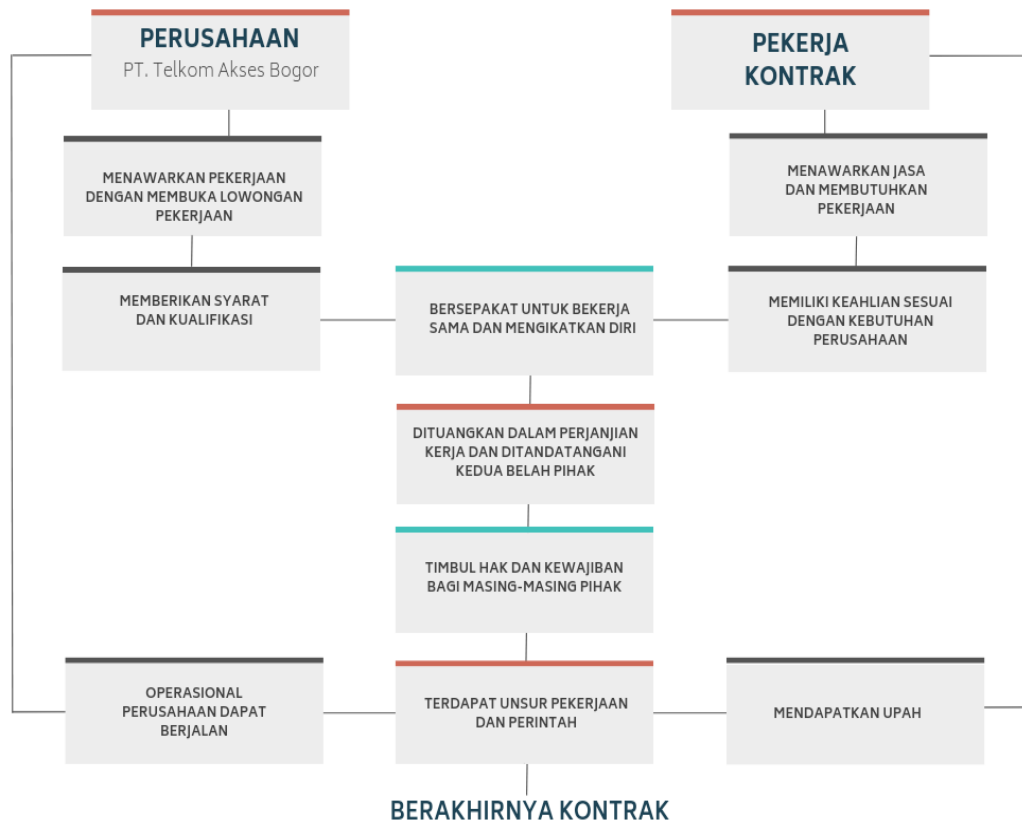 PERUSAHAAN
PT. Telkom Akses Bogor
PEKERJA
KONTRAK
MENAWARKAN PEKERJAAN
DENGAN MEMBUKA LOWONGAN
PEKERJAAN
MENAWARKAN JASA
DAN MEMBUTUHKAN
PEKERJAAN
MEMBERIKAN SYARAT
DAN KUALIFIKASI
BERSEPAKAT UNTUK BEKERJA
SAMA DAN MENGIKATKAN DIRI
MEMILIKI KEAHLIAN SESUAI
DENGAN KEBUTUHAN
PERUSAHAAN
DITUANGKAN DALAM PERJANJIAN
KERJA DAN DITANDATANGANI
KEDUA BELAH PIHAK
TIMBUL HAK DAN KEWAJIBAN
BAGI MASING-MASING PIHAK
OPERASIONAL
PERUSAHAAN DAPAT
BERJALAN
TERDAPAT UNSUR PEKERJAAN
DAN PERINTAH
MENDAPATKAN UPAH
BERAKHIRNYA KONTRAK